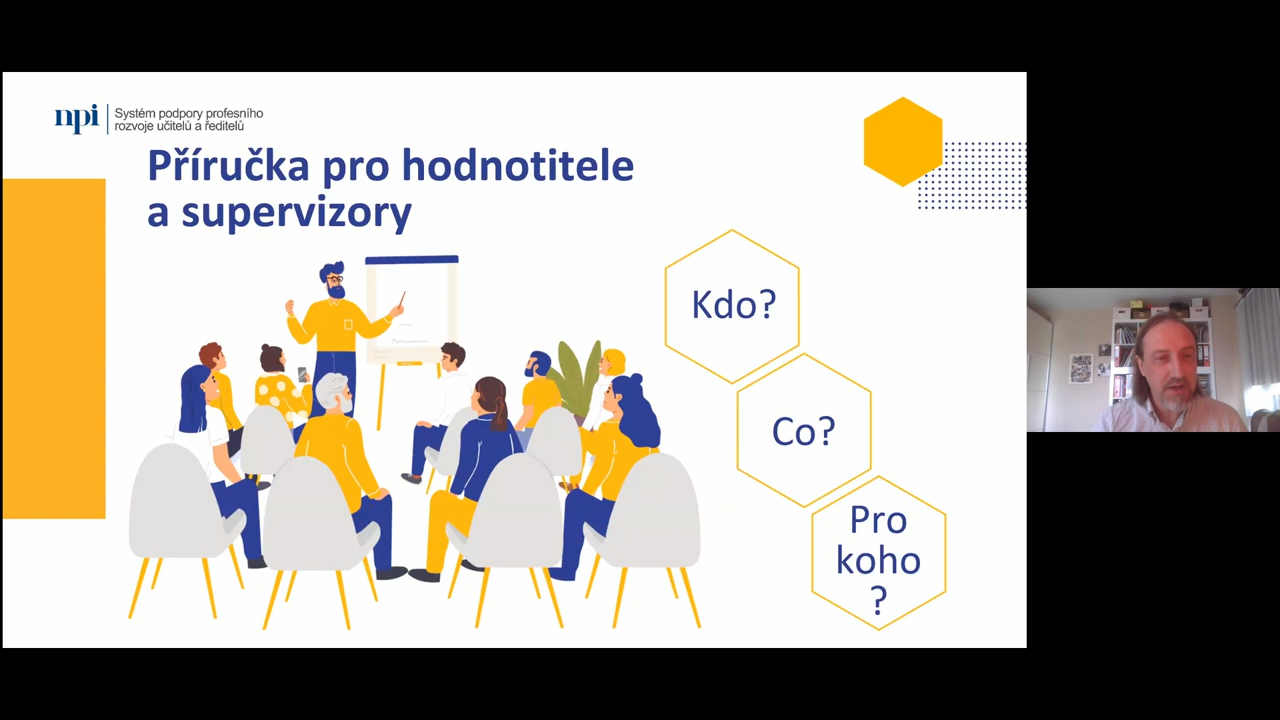 npi
Systém podpory profesního
rozvoje učitelů a ředitelů
Příručka pro hodnotitele
a supervizory
Kdo?
Co?
Pro
koho
?